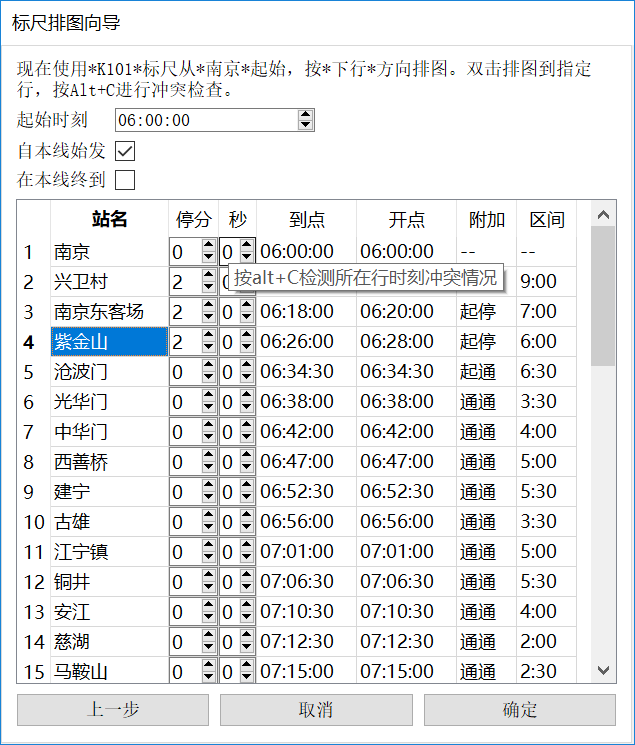 标尺排图向导
现在使用*K101*标尺从*南京*起始，按*下行*方向排图。双击排图到指定
行，按Alt+C进行冲突检查。
起始时刻 06:00:00
自本线始发
在本线终到
站名 停分 秒 到点 开点 附加 区间
1 南京 0 0 06:00:00 06:00:00 -- --
按alt+C检测所在行时刻冲突情况
2 兴卫村 2 9:00
3 南京东客场 2 0 06:18:00 06:20:00 起停 7:00
4 紫金山 2 0 06:26:00 06:28:00 起停 6:00
5 沧波门 0 0 06:34:30 06:34:30 起通 6:30
6 光华门 0 0 06:38:00 06:38:00 通通 3:30
7 中华门 0 0 06:42:00 06:42:00 通通 4:00
8 西善桥 0 0 06:47:00 06:47:00 通通 5:00
9 建宁 0 0 06:52:30 06:52:30 通通 5:30
10 古雄 0 0 06:56:00 06:56:00 通通 3:30
11 江宁镇 0 0 07:01:00 07:01:00 通通 5:00
12 铜井 0 0 07:06:30 07:06:30 通通 5:30
13 安江 0 0 07:10:30 07:10:30 通通 4:00
14 慈湖 0 0 07:12:30 07:12:30 通通 2:00
15 马鞍山 0 0 07:15:00 07:15:00 通通 2:30
上一步 取消 确定